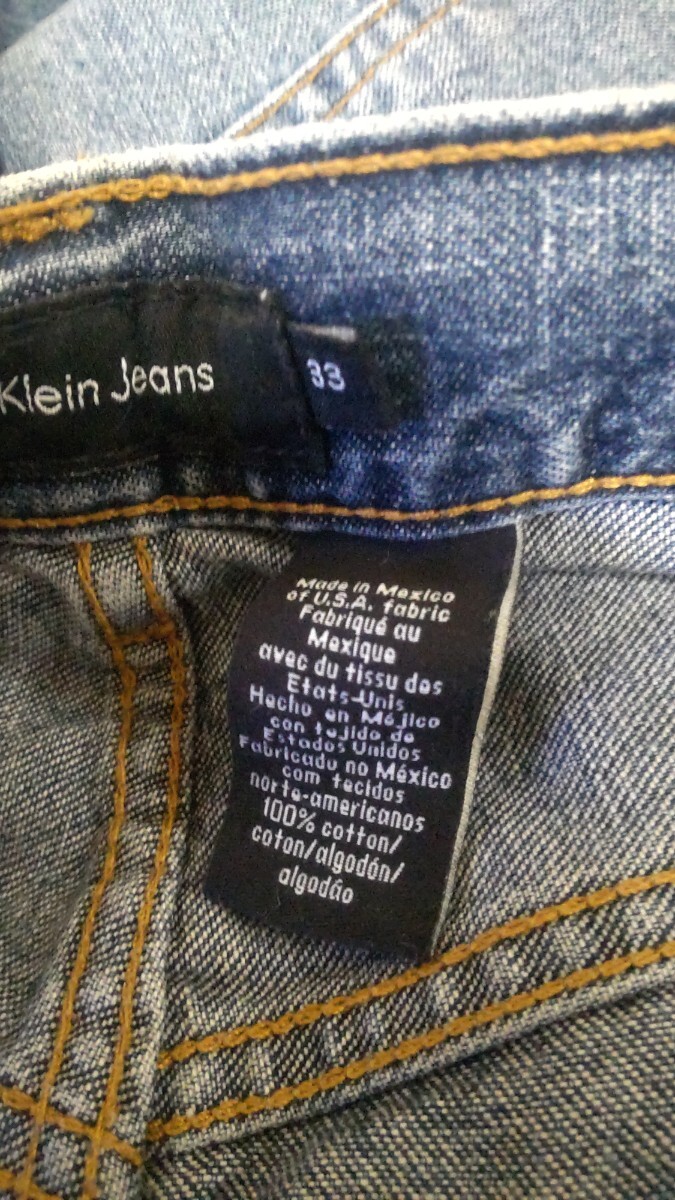 Klein Jeans
33
Made in Mexico
of U.S.A. fabric
Fabriqué au
Mexique
avec du tissu des
Etats-Unis
Hecho en Méjico
con tejido de
Estados Unidos
Fabricado no México
com tecidos
norte-americanos
100% cotton/
coton/algodón/
algodão